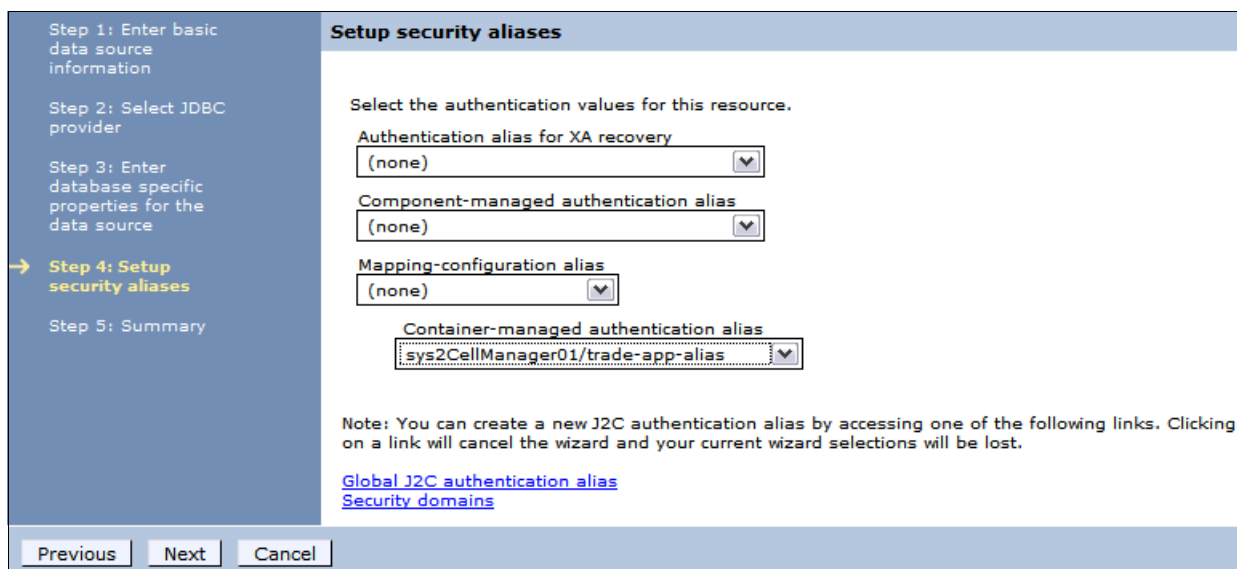 Step 1: Enter basic
data source
information
Step 2: Select JDBC
provider
Step 3: Enter
database specific
properties for the
data source
Step 4: Setup
security aliases
Step 5: Summary
Setup security aliases
Select the authentication values for this resource.
Authentication alias for XA recovery
(none)
Component-managed authentication alias
(none)
Mapping-configuration alias
(none)
Container-managed authentication alias
sys2CellManager01/trade-app-alias
Note: You can create a new J2C authentication alias by accessing one of the following links. Clicking
on a link will cancel the wizard and your current wizard selections will be lost.
Global J2C authentication alias
Security domains
Previous Next Cancel